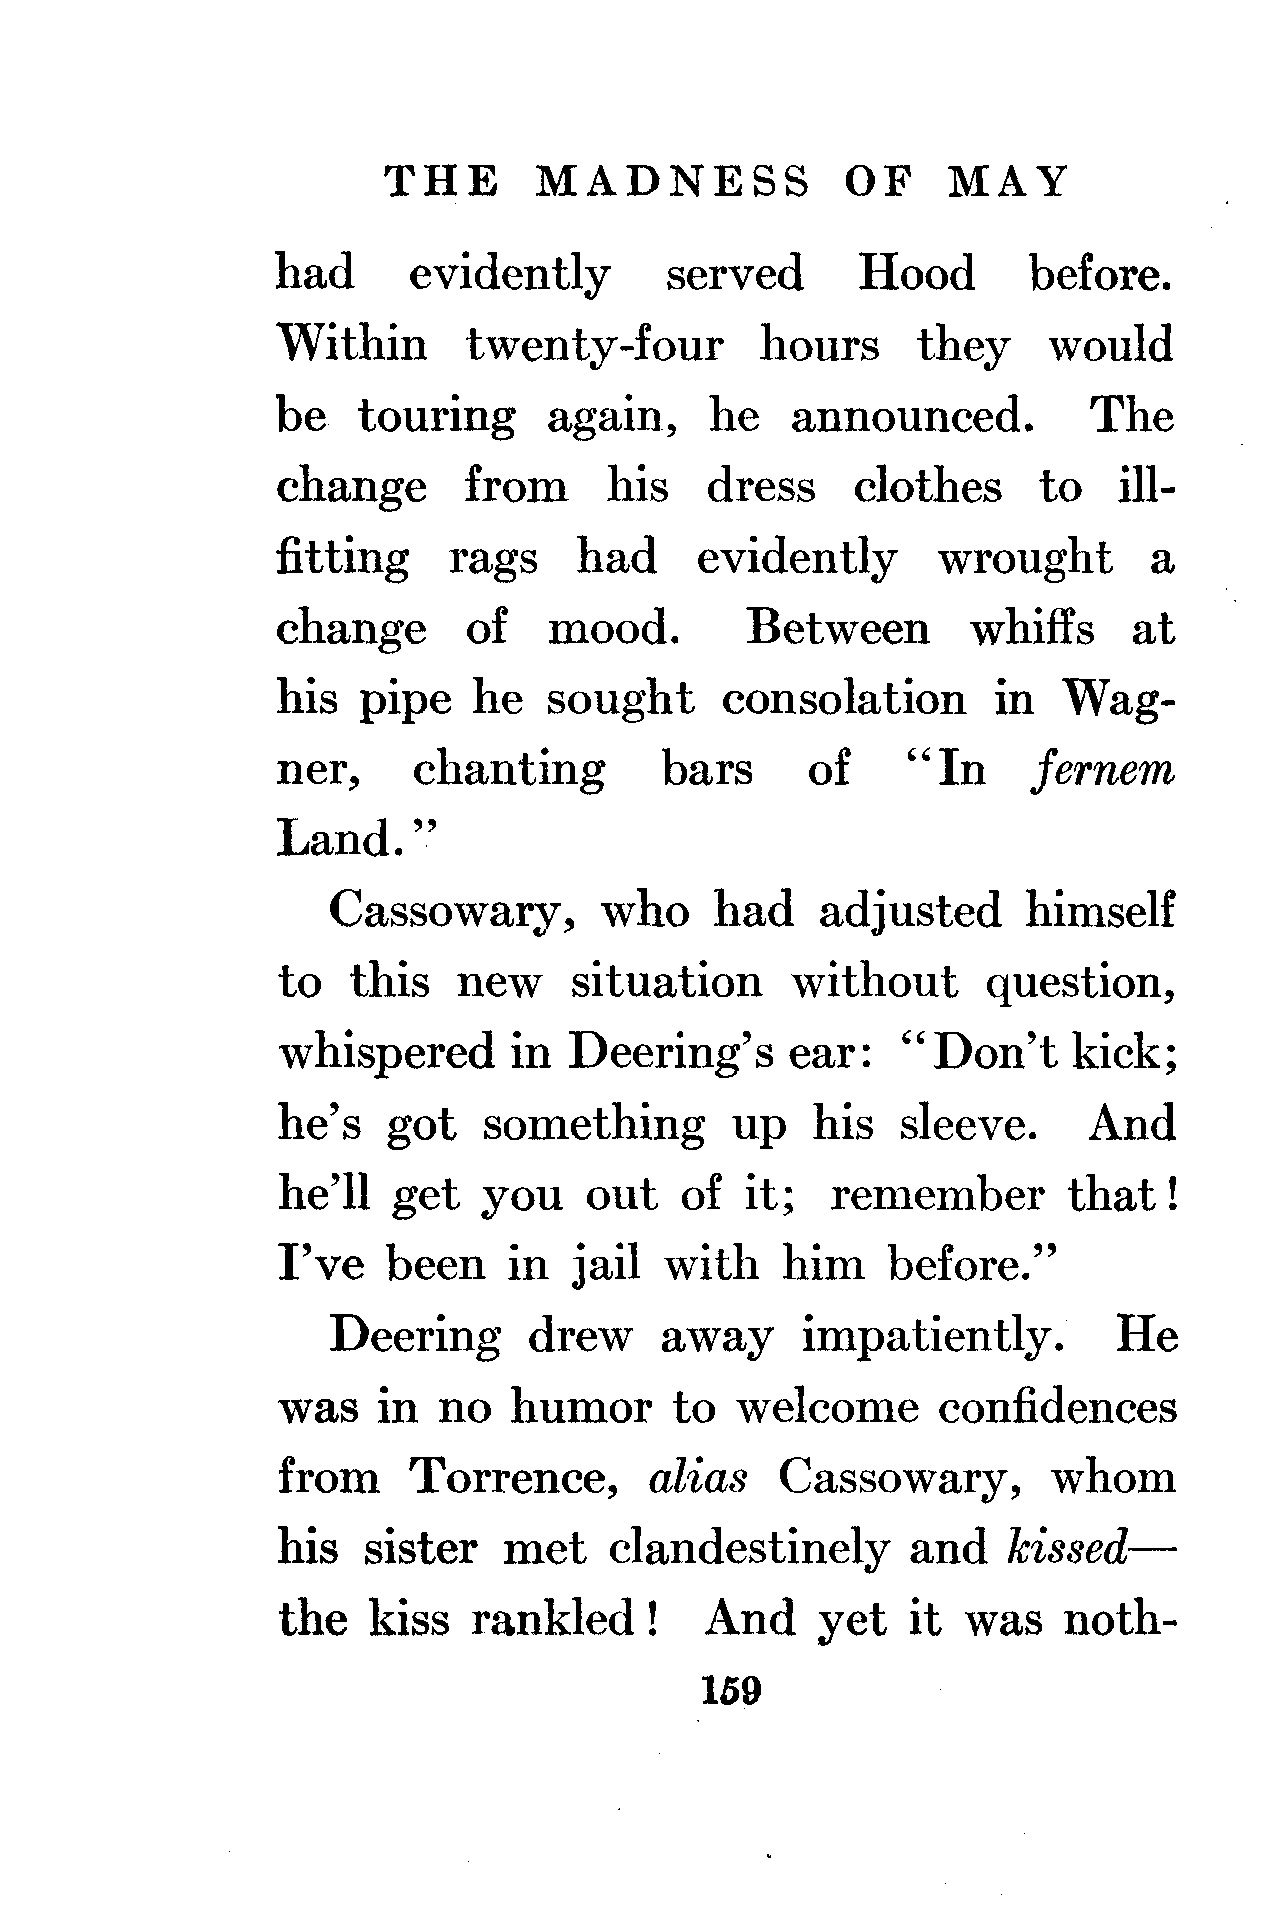 THE MADNESS OF MAY
had evidently served Hood before.
Within twenty-four hours they would
be touring again, he announced. The
change from his dress clothes to ill-
fitting rags had evidently wrought a
change of mood. Between whiffs at
his pipe he sought consolation in Wag-
ner, chanting bars of “In fernem
Land.”
Cassowary, who had adjusted himself
to this new situation without question,
whispered in Deering’s ear: “Don’t kick;
he’s got something up his sleeve. And
he’ll get you out of it; remember that!
I’ve been in jail with him before.”
Deering drew away impatiently. He
was in no humor to welcome confidences
from Torrence, alias Cassowary, whom
his sister met clandestinely and kissed—
the kiss rankled! And yet it was noth-
159